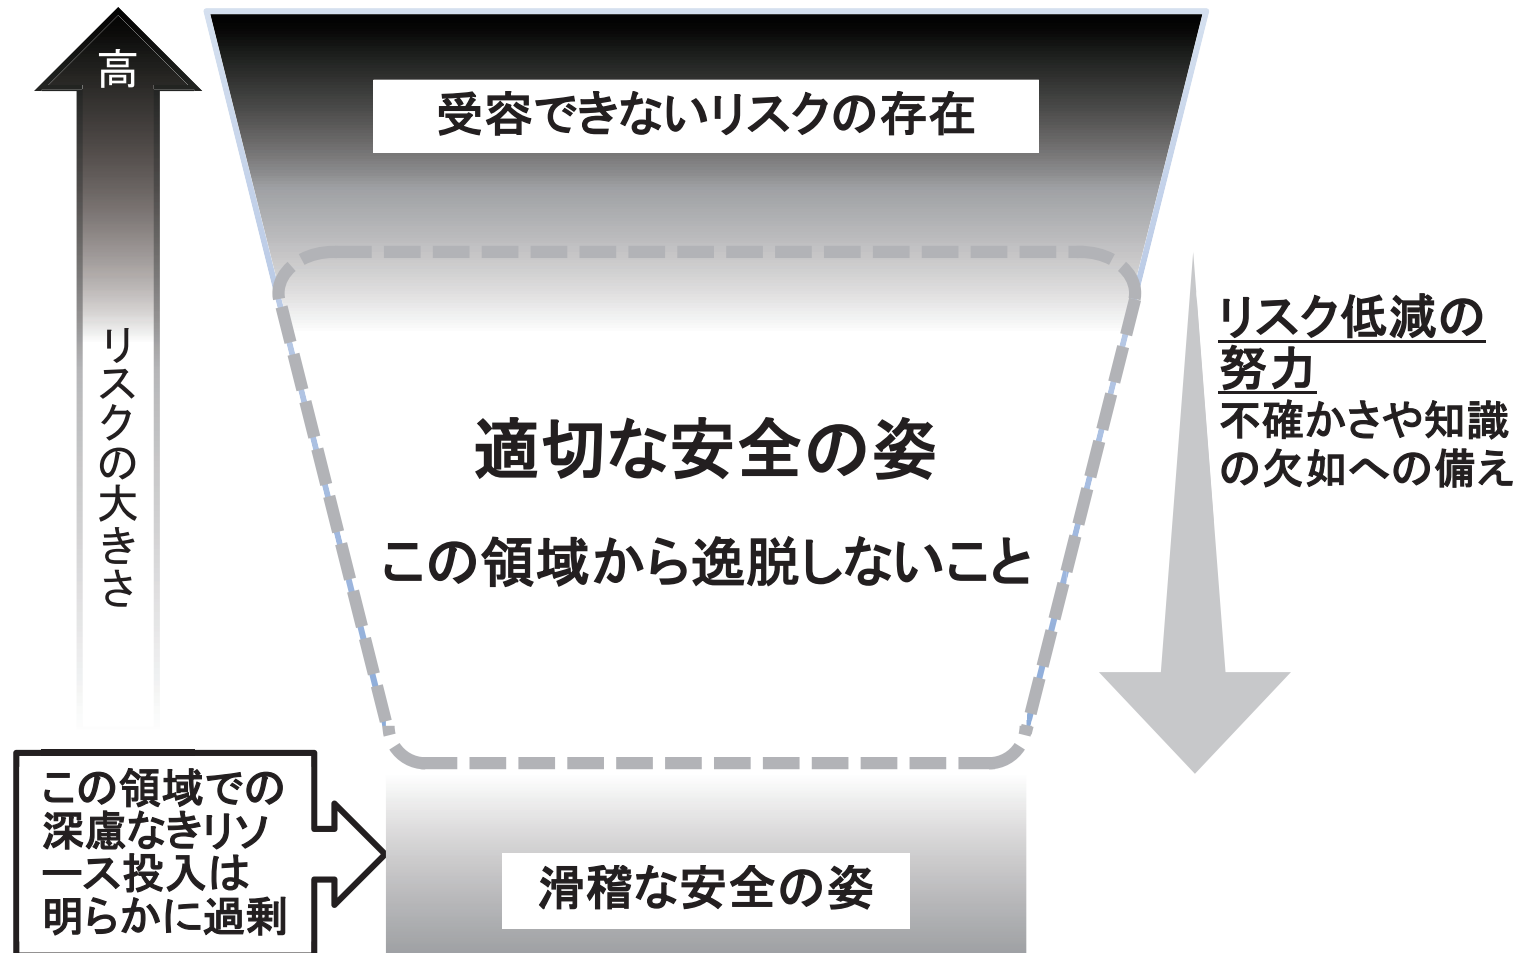 高
リスクの大きさ
受容できないリスクの存在
適切な安全の姿
この領域から逸脱しないこと
リスク低減の
努力
不確かさや知識
の欠如への備え
この領域での
深慮なきリソ
ース投入は
明らかに過剰
滑稽な安全の姿